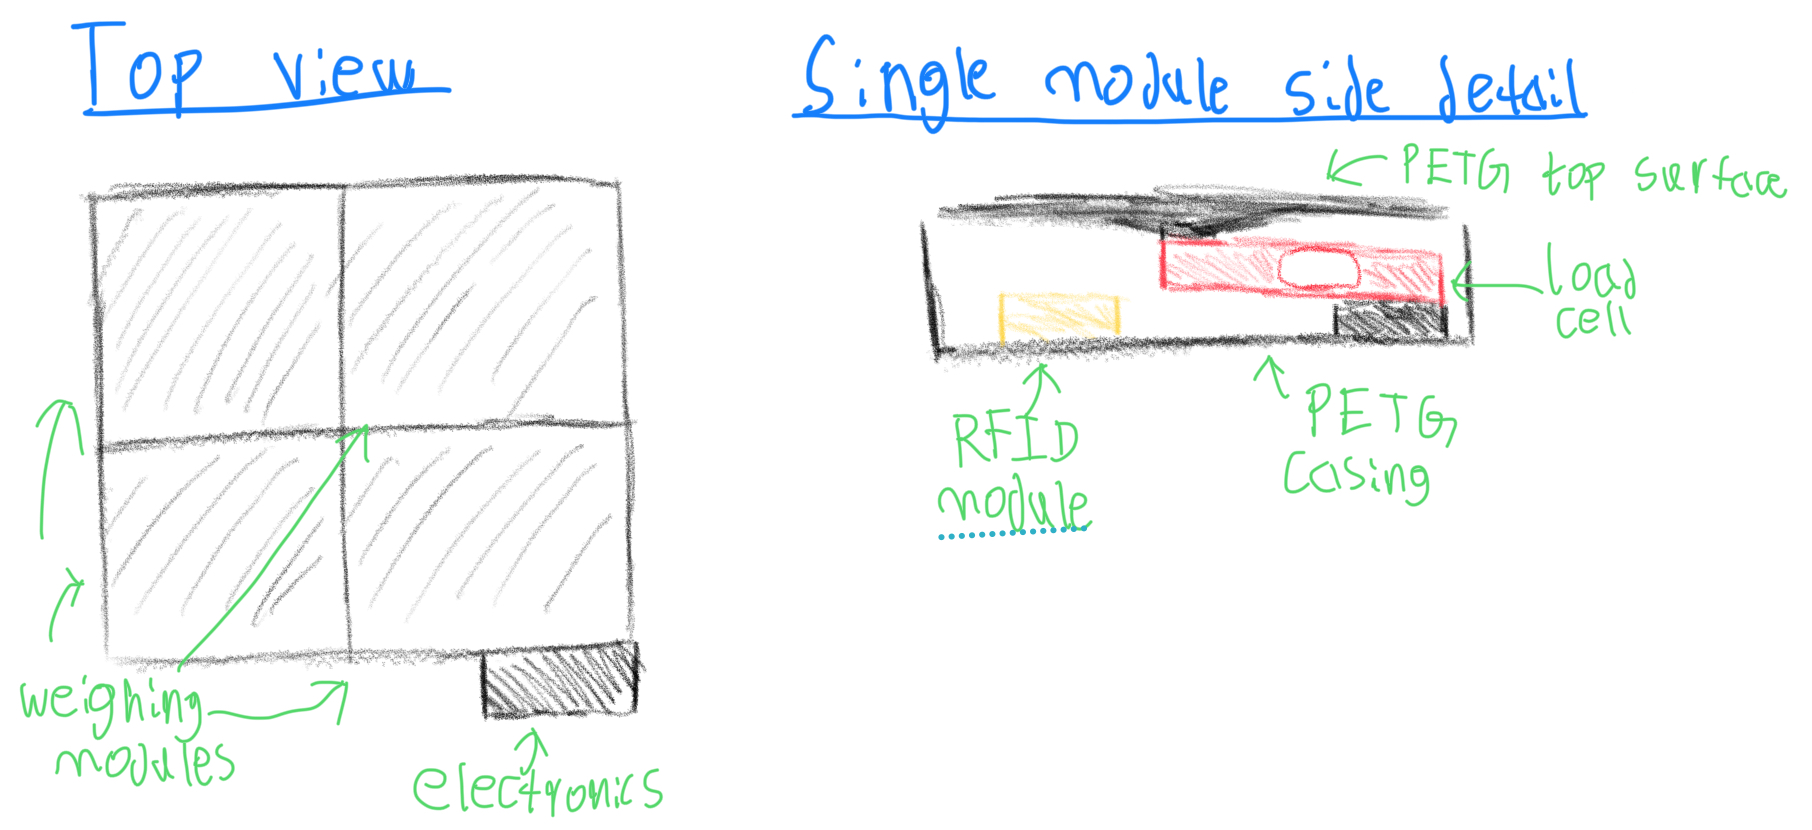 Top view
Single module side detail
PETG top surface
load
cell
RFID
module
PETG
casing
weighing
modules
electronics